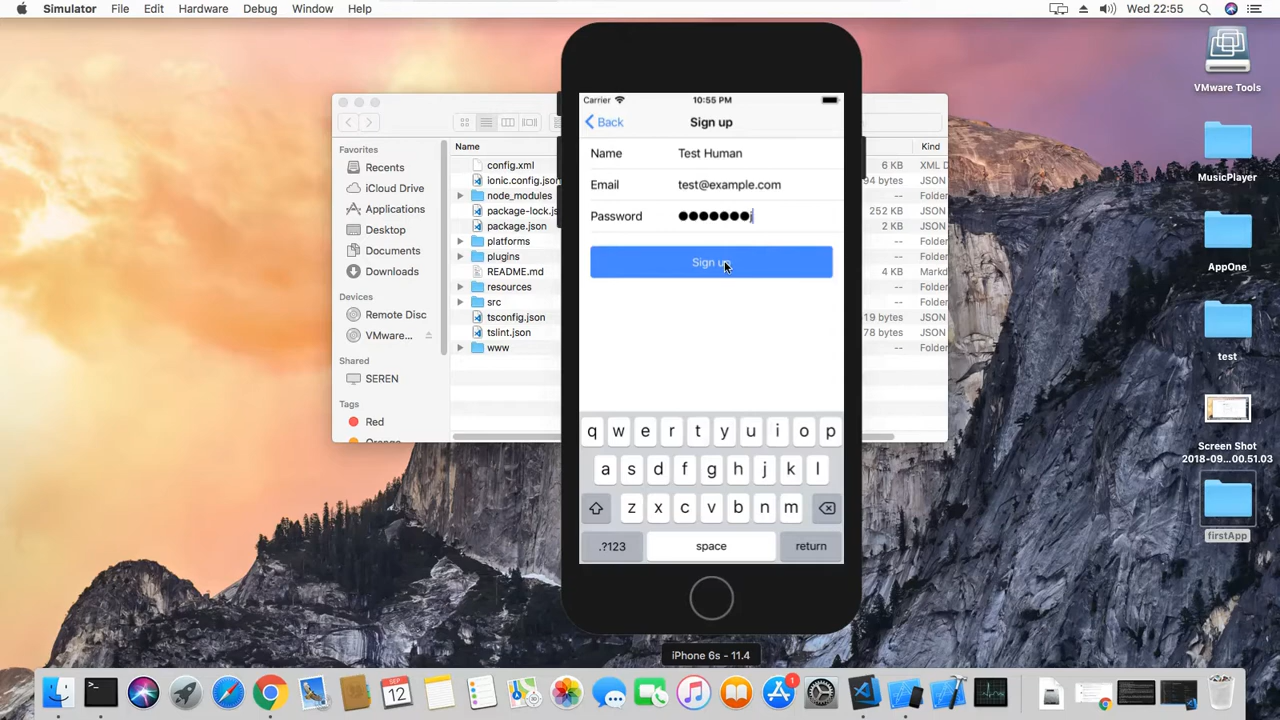 Simulator File Edit Hardware Debug Window Help
Wed 22:55
VMware Tools
MusicPlayer
AppOne
test
Screen Shot
2018-09...00.51.03
firstApp
Favorites
Recents
iCloud Drive
Applications
Desktop
Documents
Downloads
Devices
Remote Disc
VMware...
Shared
SEREN
Tags
Red
Orange
Name
config.xml
ionic.config.json
node_modules
package-lock.js
package.json
platforms
plugins
README.md
resources
src
tsconfig.json
tslint.json
www
Kind
6 KB XML D
94 bytes JSON
-- Folder
252 KB JSON
2 KB JSON
-- Folder
-- Folder
4 KB Markd
-- Folder
-- Folder
19 bytes JSON
78 bytes JSON
-- Folder
Carrier 10:55 PM
Back Sign up
Name Test Human
Email test@example.com
Password ●●●●●●●
Sign up
q w e r t y u i o p
a s d f g h j k l
z x c v b n m
.?123 space return
iPhone 6s - 11.4
SEP
12
1